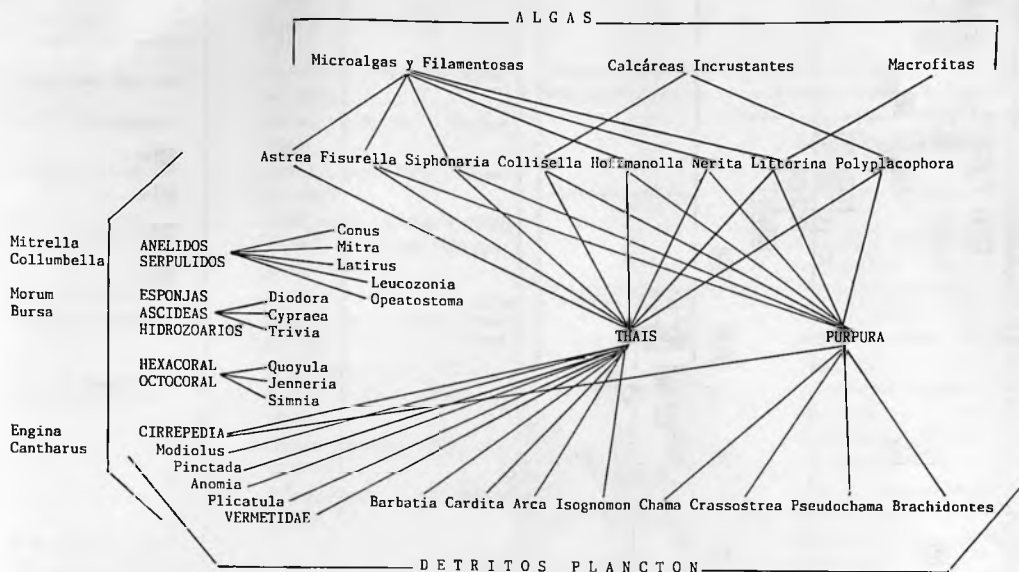 ALGAS
Microalgas y Filamentosas Calcáreas Incrustantes Macrofitas
Astrea Fisurella Siphonaria Collisella Hoffmanolla Nerita Littorina Polyplacophora
Mitrella
Collumbella
ANELIDOS
SERPULIDOS
Conus
Mitra
Latirus
Leucozonia
Opeatostoma
Morum
Bursa
ESPONJAS
ASCIDEAS
HIDROZOARIOS
Diodora
Cypraea
Trivia
THAIS PURPURA
HEXACORAL
OCTOCORAL
Quoyula
Jenneria
Simnia
Engina
Cantharus
CIRREPEDIA
Modiolus
Pinctada
Anomia
Plicatula
VERMETIDAE
Barbatia Cardita Arca Isognomon Chama Crassostrea Pseudochama Brachidontes
DETRITOS PLANCTON